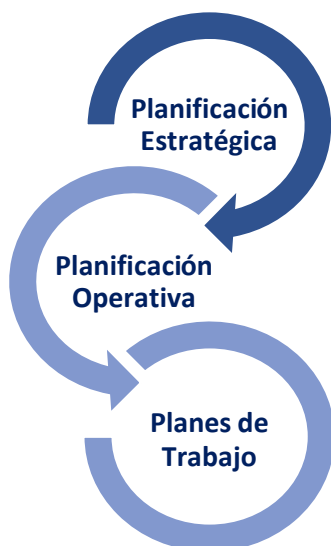 Planificación
Estratégica
Planificación
Operativa
Planes de
Trabajo